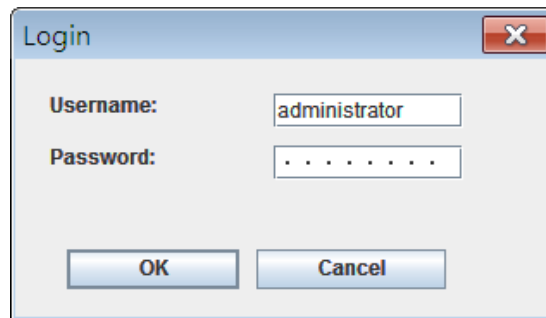 Login
Username:
administrator
Password:
. . . . . . . .
OK
Cancel